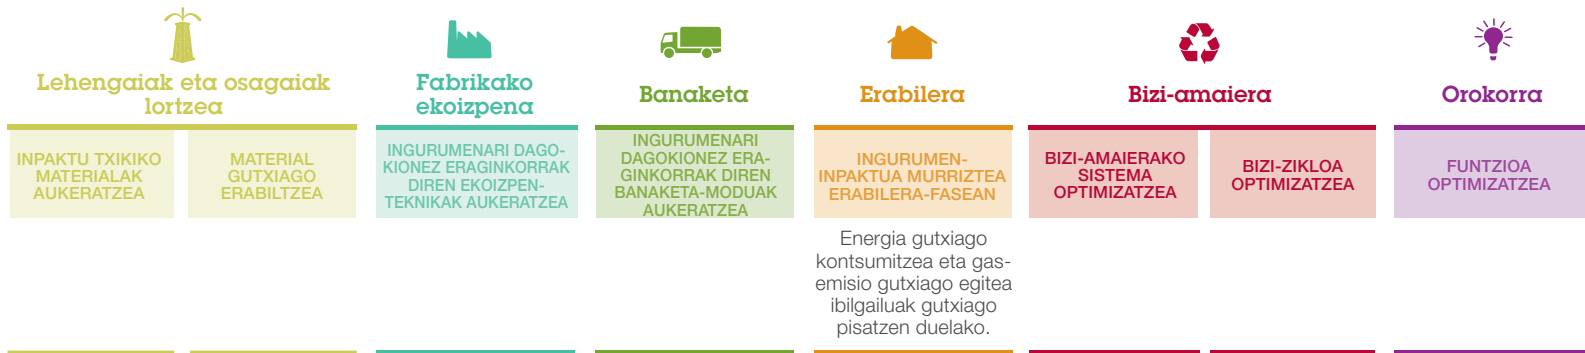 Lehengaiak eta osagaiak
lortzea
INPAKTU TXIKIKO
MATERIALAK
AUKERATZEA
MATERIAL
GUTXIAGO
ERABILTZEA
Fabrikako
ekoizpena
INGURUMENARI DAGO-
KIONEZ ERAGINKORRAK
DIREN EKOIZPEN-
TEKNIKAK AUKERATZEA
Banaketa
INGURUMENARI
DAGOKIONEZ ERA-
GINKORRAK DIREN
BANAKETA-MODUAK
AUKERATZEA
Erabilera
INGURUMEN-
INPAKTUA MURRIZTEA
ERABILERA-FASEAN
Energia gutxiago
kontsumitzea eta gas-
emisio gutxiago egitea
ibilgailuak gutxiago
pisatzen duelako.
Bizi-amaiera
BIZI-AMAIERAKO
SISTEMA
OPTIMIZATZEA
BIZI-ZIKLOA
OPTIMIZATZEA
Orokorra
FUNTZIOA
OPTIMIZATZEA